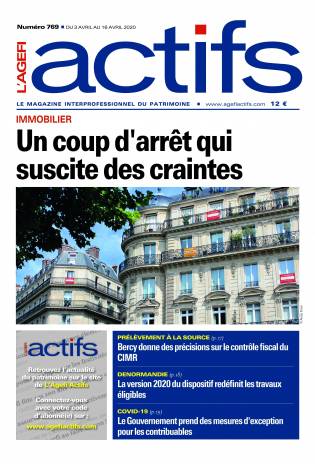 Numéro 769 ■ DU 3 AVRIL AU 16 AVRIL 2020
L'AGEFI
actifs
LE MAGAZINE INTERPROFESSIONNEL DU PATRIMOINE ■ www.agefiactifs.com 12 €
IMMOBILIER
Un coup d'arrêt qui
suscite des craintes
L'AGEFI
actifs
Retrouvez l'actualité
du patrimoine sur le site
de L'Agefi Actifs
Connectez-vous
avec votre code
d'abonné(e) sur :
www.agefiactifs.com
PRÉLÈVEMENT À LA SOURCE (p.17)
Bercy donne des précisions sur le contrôle fiscal du
CIMR
DENORMANDIE (p.18)
La version 2020 du dispositif redéfinit les travaux
éligibles
COVID-19 (p.19)
Le Gouvernement prend des mesures d'exception
pour les contribuables